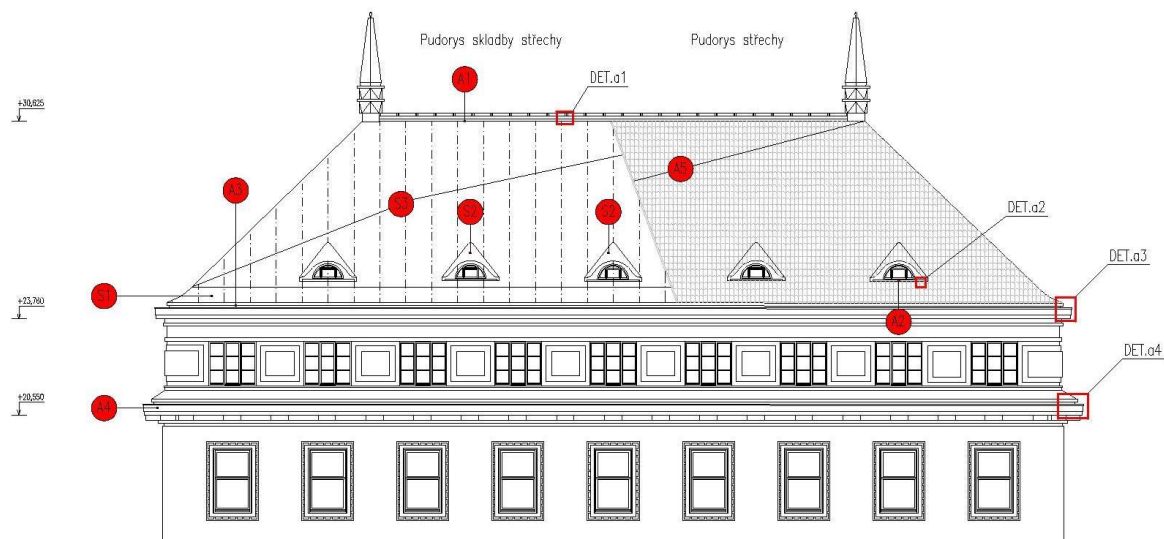 Pudorys skladby střechy
Pudorys střechy
A1
DET.a1
+30,625
A5
A3
S3
S2
S2
DET.a2
DET.a3
S1
+23,760
A2
DET.a4
+20,550
A4